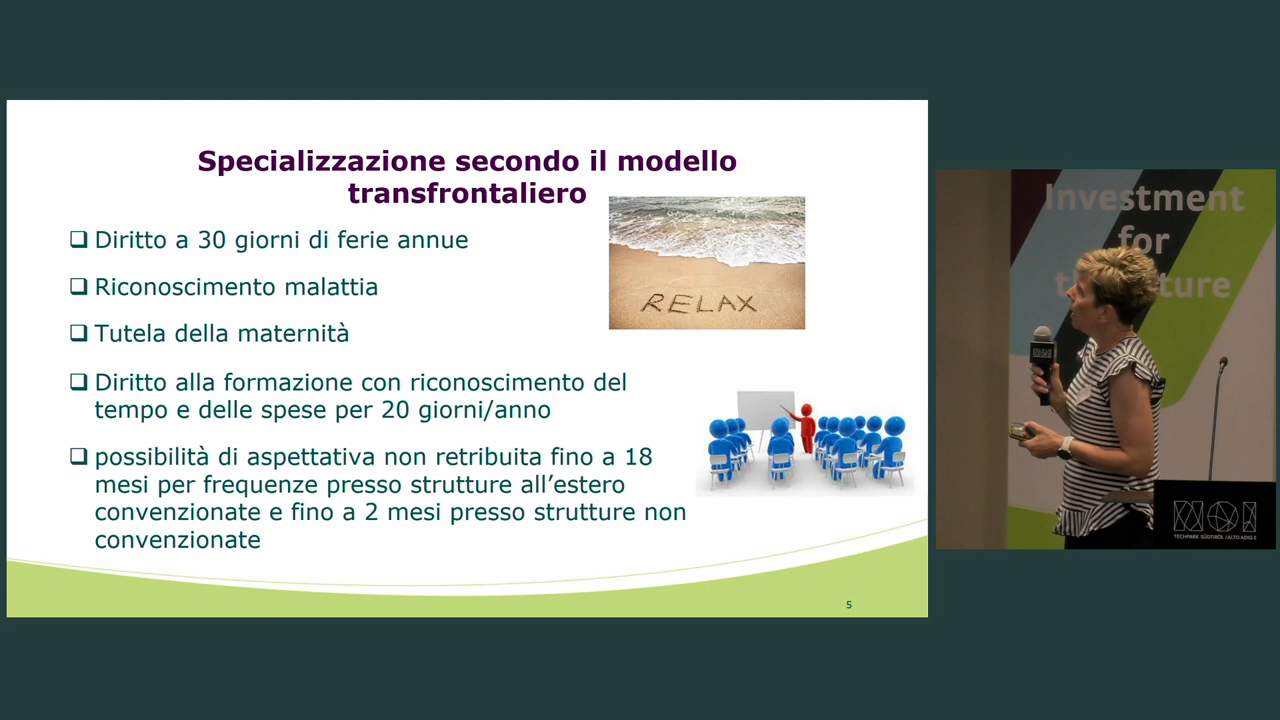 Specializzazione secondo il modello
transfrontaliero
❑ Diritto a 30 giorni di ferie annue
❑ Riconoscimento malattia
❑ Tutela della maternità
❑ Diritto alla formazione con riconoscimento del
tempo e delle spese per 20 giorni/anno
❑ possibilità di aspettativa non retribuita fino a 18
mesi per frequenze presso strutture all’estero
convenzionate e fino a 2 mesi presso strutture non
convenzionate
RELAX
5
Investment
for
NOI
TECHPARK SÜDTIROL / ALTO ADIGE